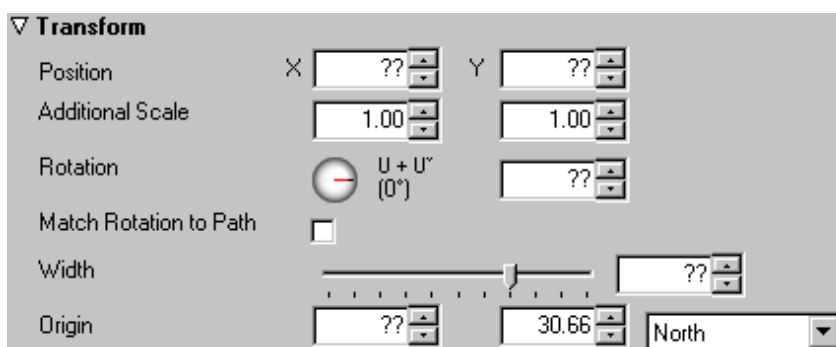 Transform
Position X ?? Y ??
Additional Scale 1.00 1.00
Rotation U + U˘ ??
(0°)
Match Rotation to Path
Width ??
Origin ?? 30.66 North